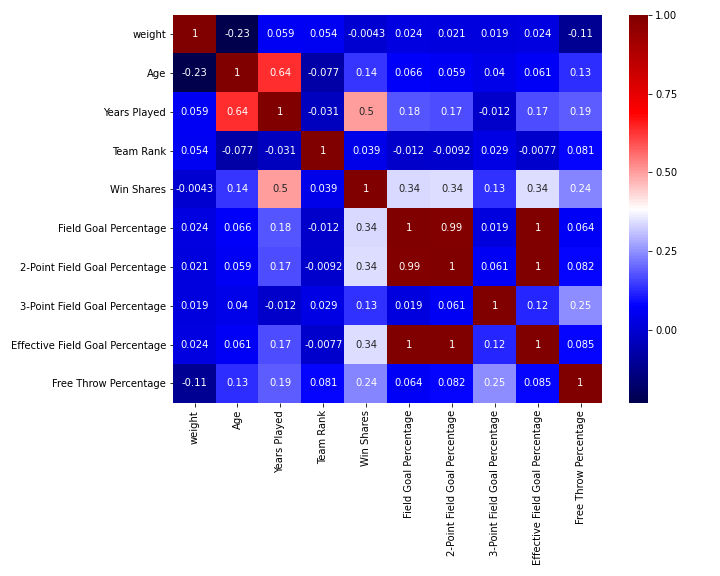 weight 1 -0.23 0.059 0.054 -0.0043 0.024 0.021 0.019 0.024 -0.11
Age -0.23 1 0.64 -0.077 0.14 0.066 0.059 0.04 0.061 0.13
Years Played 0.059 0.64 1 -0.031 0.5 0.18 0.17 -0.012 0.17 0.19
Team Rank 0.054 -0.077 -0.031 1 0.039 -0.012 -0.0092 0.029 -0.0077 0.081
Win Shares -0.0043 0.14 0.5 0.039 1 0.34 0.34 0.13 0.34 0.24
Field Goal Percentage 0.024 0.066 0.18 -0.012 0.34 1 0.99 0.019 1 0.064
2-Point Field Goal Percentage 0.021 0.059 0.17 -0.0092 0.34 0.99 1 0.061 1 0.082
3-Point Field Goal Percentage 0.019 0.04 -0.012 0.029 0.13 0.019 0.061 1 0.12 0.25
Effective Field Goal Percentage 0.024 0.061 0.17 -0.0077 0.34 1 1 0.12 1 0.085
Free Throw Percentage -0.11 0.13 0.19 0.081 0.24 0.064 0.082 0.25 0.085 1
weight
Age
Years Played
Team Rank
Win Shares
Field Goal Percentage
2-Point Field Goal Percentage
3-Point Field Goal Percentage
Effective Field Goal Percentage
Free Throw Percentage
1.00
0.75
0.50
0.25
0.00